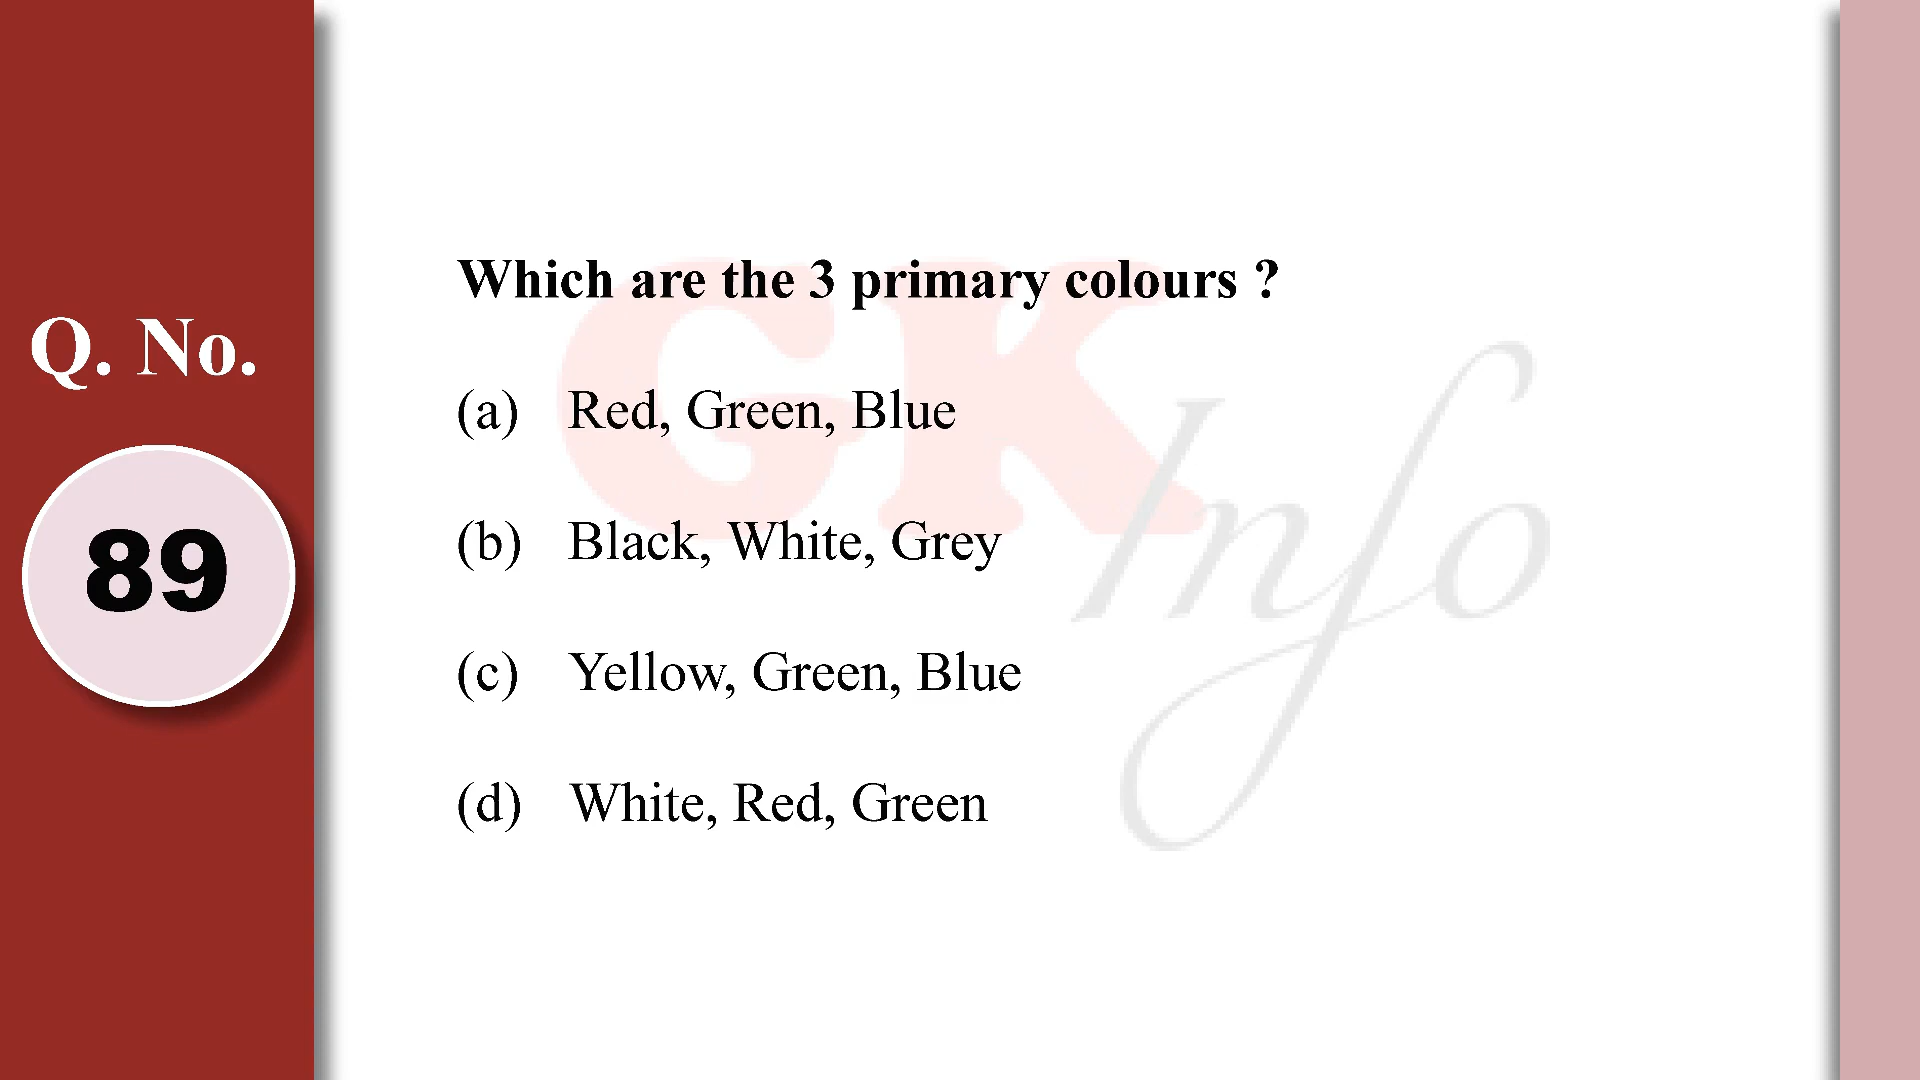 Q. No.
89
Which are the 3 primary colours ?
(a) Red, Green, Blue
(b) Black, White, Grey
(c) Yellow, Green, Blue
(d) White, Red, Green
GK
Info